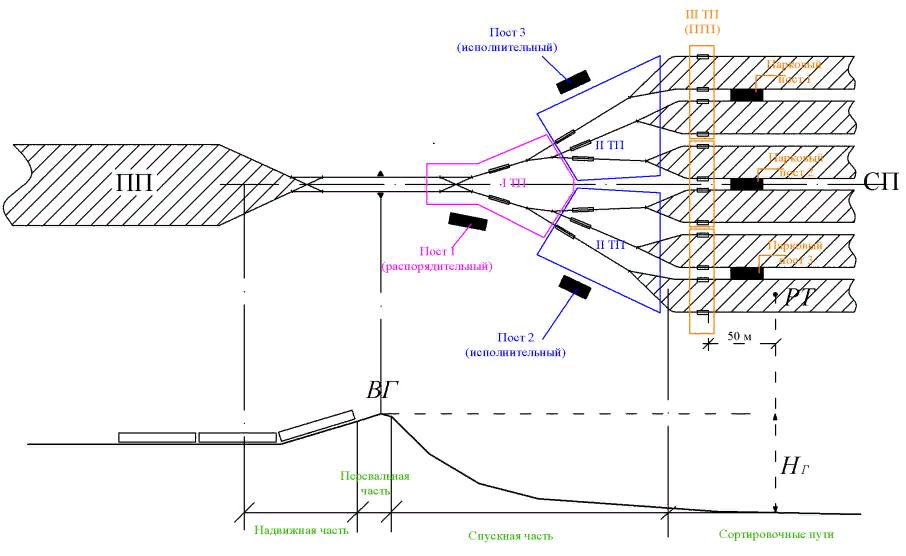 III ТП
(ПТП)
Пост 3
(исполнительный)
Парковый
пост 1
II ТП
ПП
I ТП
Парковый
пост 2
СП
Пост 1
(распорядительный)
II ТП
Парковый
пост 3
РТ
Пост 2
(исполнительный)
50 м
ВГ
Перевальная
часть
НГ
Надвижная часть
Спускная часть
Сортировочные пути